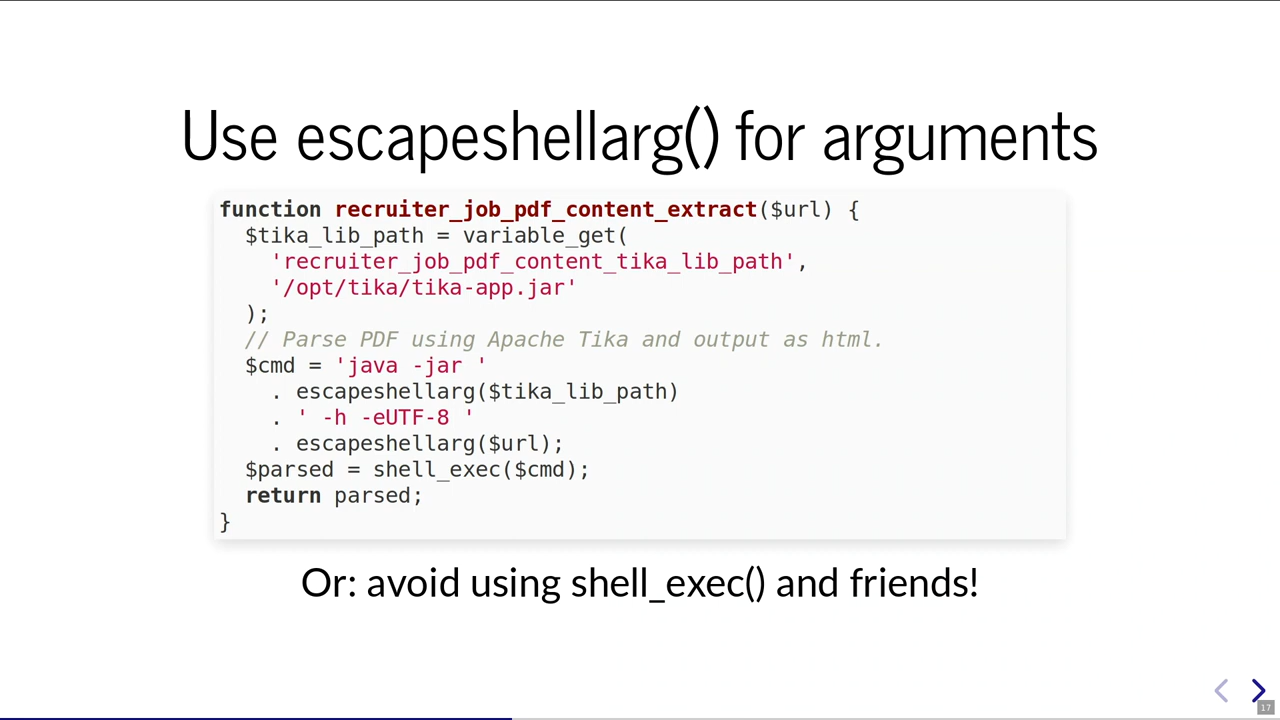 Use escapeshellarg() for arguments
function recruiter_job_pdf_content_extract($url) {
  $tika_lib_path = variable_get(
    'recruiter_job_pdf_content_tika_lib_path',
    '/opt/tika/tika-app.jar'
  );
  // Parse PDF using Apache Tika and output as html.
  $cmd = 'java -jar '
    . escapeshellarg($tika_lib_path)
    . ' -h -eUTF-8 '
    . escapeshellarg($url);
  $parsed = shell_exec($cmd);
  return parsed;
}
Or: avoid using shell_exec() and friends!
17